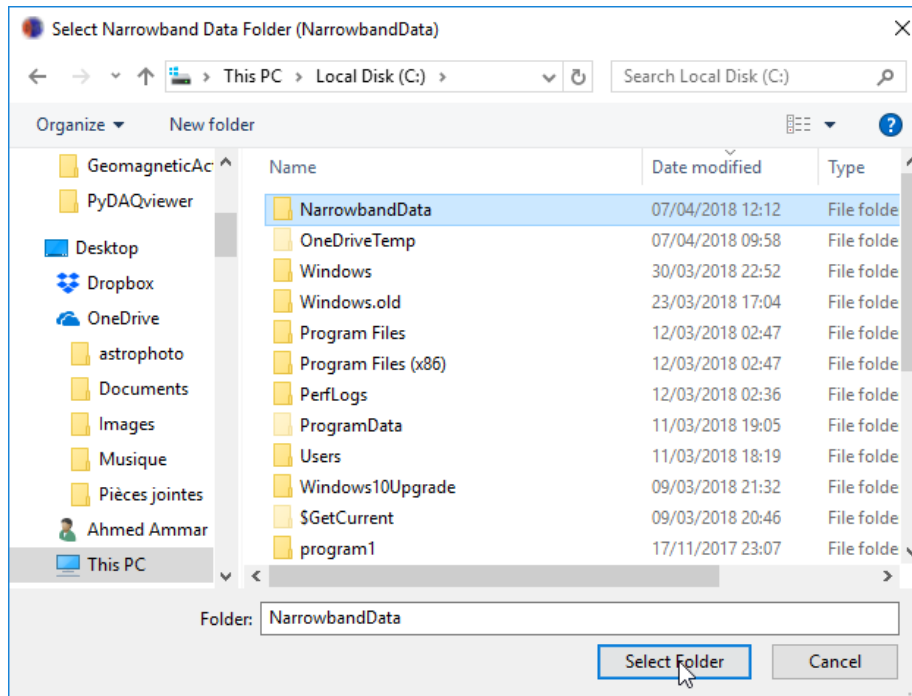 Select Narrowband Data Folder (NarrowbandData)
This PC > Local Disk (C:) >
Search Local Disk (C:)
Organize
New folder
GeomagneticAc
PyDAQviewer
Desktop
Dropbox
OneDrive
astrophoto
Documents
Images
Musique
Pièces jointes
Ahmed Ammar
This PC
Name Date modified Type
NarrowbandData 07/04/2018 12:12 File folde
OneDriveTemp 07/04/2018 09:58 File folde
Windows 30/03/2018 22:52 File folde
Windows.old 23/03/2018 17:04 File folde
Program Files 12/03/2018 02:47 File folde
Program Files (x86) 12/03/2018 02:47 File folde
PerfLogs 12/03/2018 02:36 File folde
ProgramData 11/03/2018 19:05 File folde
Users 11/03/2018 18:19 File folde
Windows10Upgrade 09/03/2018 21:32 File folde
$GetCurrent 09/03/2018 20:46 File folde
program1 17/11/2017 23:07 File folde
Folder: NarrowbandData
Select Folder
Cancel